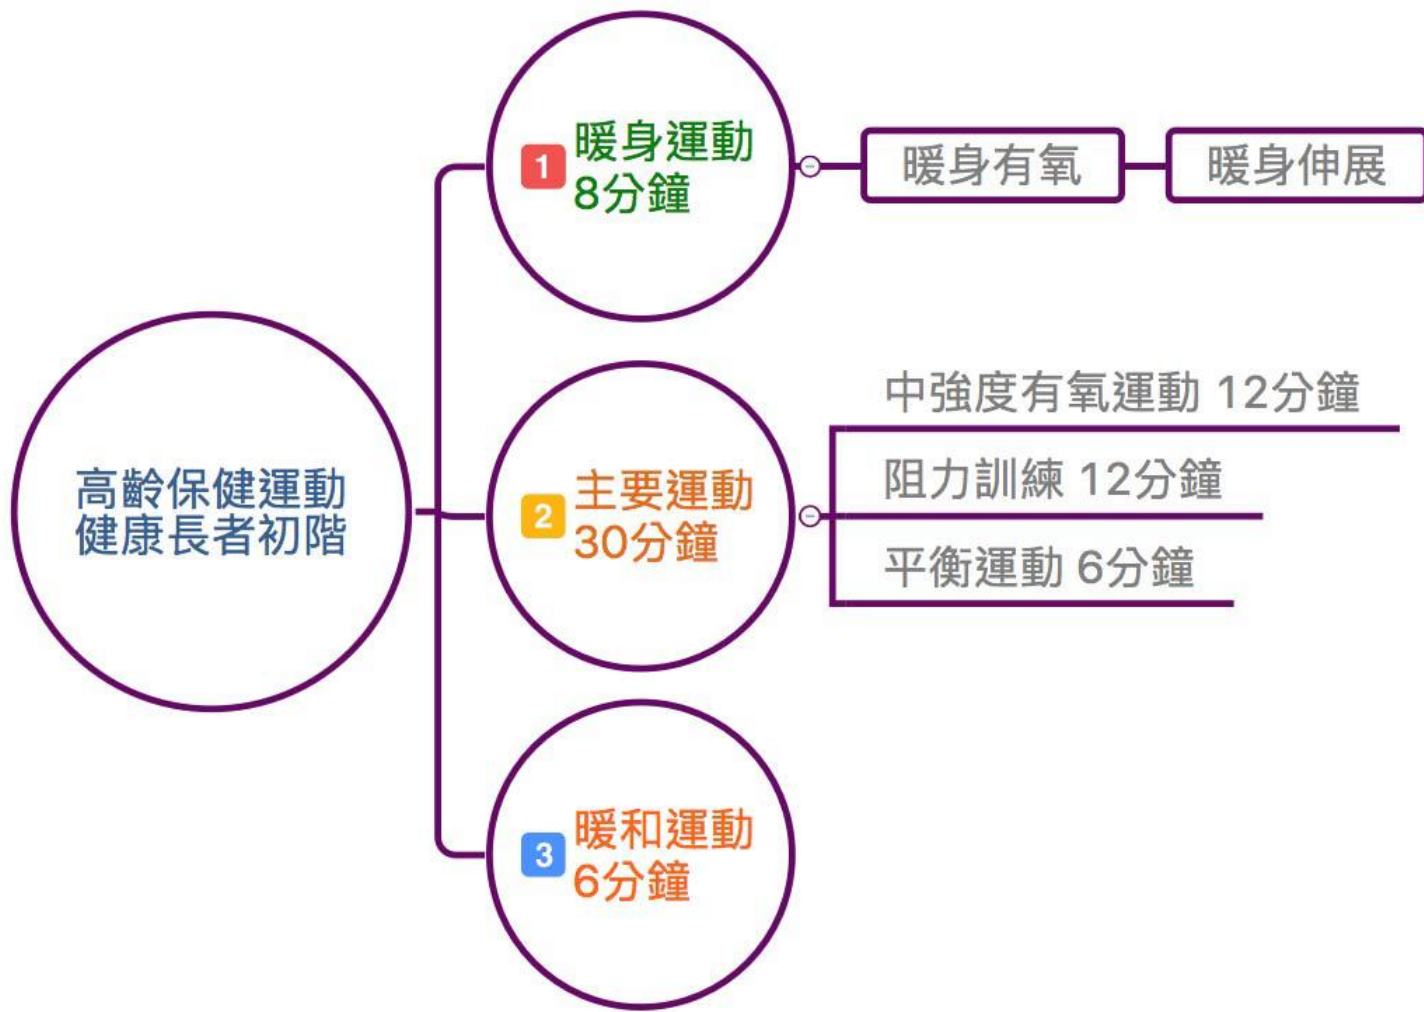 高齡保健運動
健康長者初階
1
暖身運動
8分鐘
暖身有氧
暖身伸展
2
主要運動
30分鐘
中強度有氧運動 12分鐘
阻力訓練 12分鐘
平衡運動 6分鐘
3
暖和運動
6分鐘